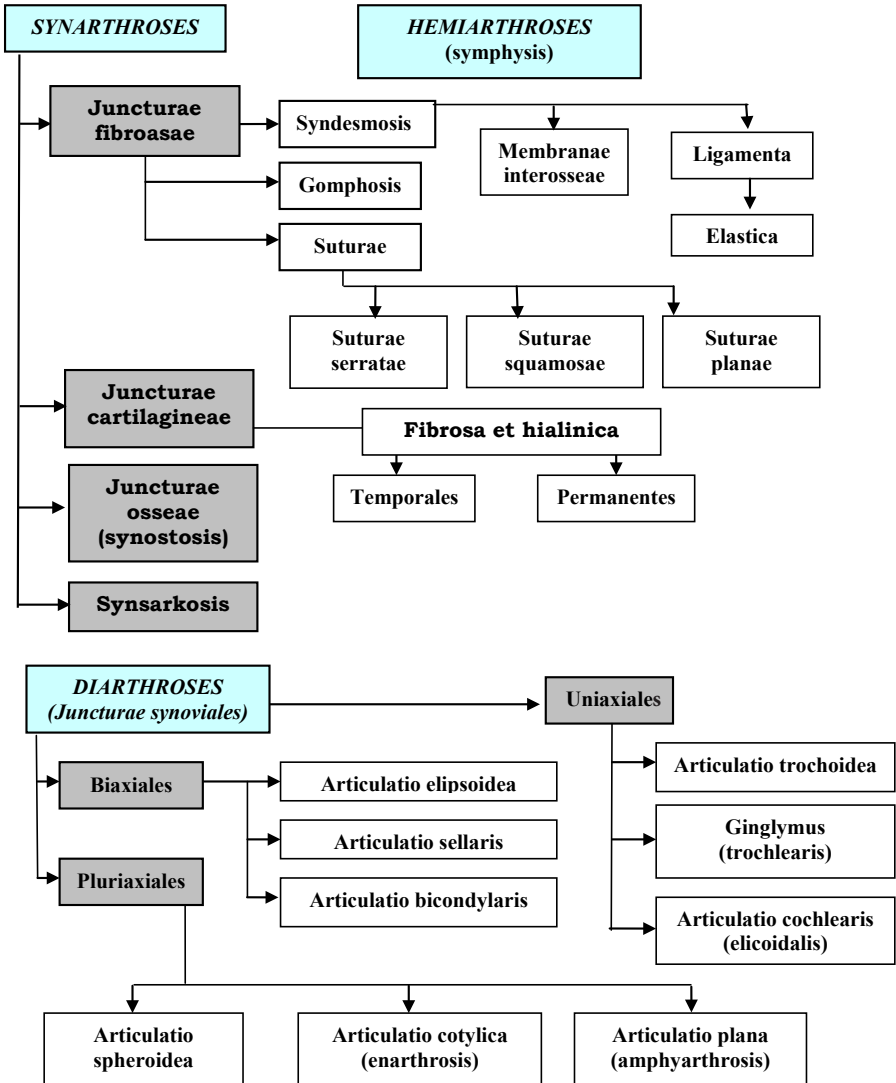 SYNARTHROSES
HEMIARTHROSES
(symphysis)
Juncturae
fibroasae
Syndesmosis
Membranae
interosseae
Ligamenta
Gomphosis
Elastica
Suturae
Suturae
serratae
Suturae
squamosae
Suturae
planae
Juncturae
cartilagineae
Fibrosa et hialinica
Temporales
Permanentes
Juncturae
osseae
(synostosis)
Synsarkosis
DIARTHROSES
(Juncturae synoviales)
Uniaxiales
Biaxiales
Articulatio elipsoidea
Articulatio trochoidea
Articulatio sellaris
Ginglymus
(trochlearis)
Pluriaxiales
Articulatio bicondylaris
Articulatio cochlearis
(elicoidalis)
Articulatio
spheroidea
Articulatio cotylica
(enarthrosis)
Articulatio plana
(amphyarthrosis)